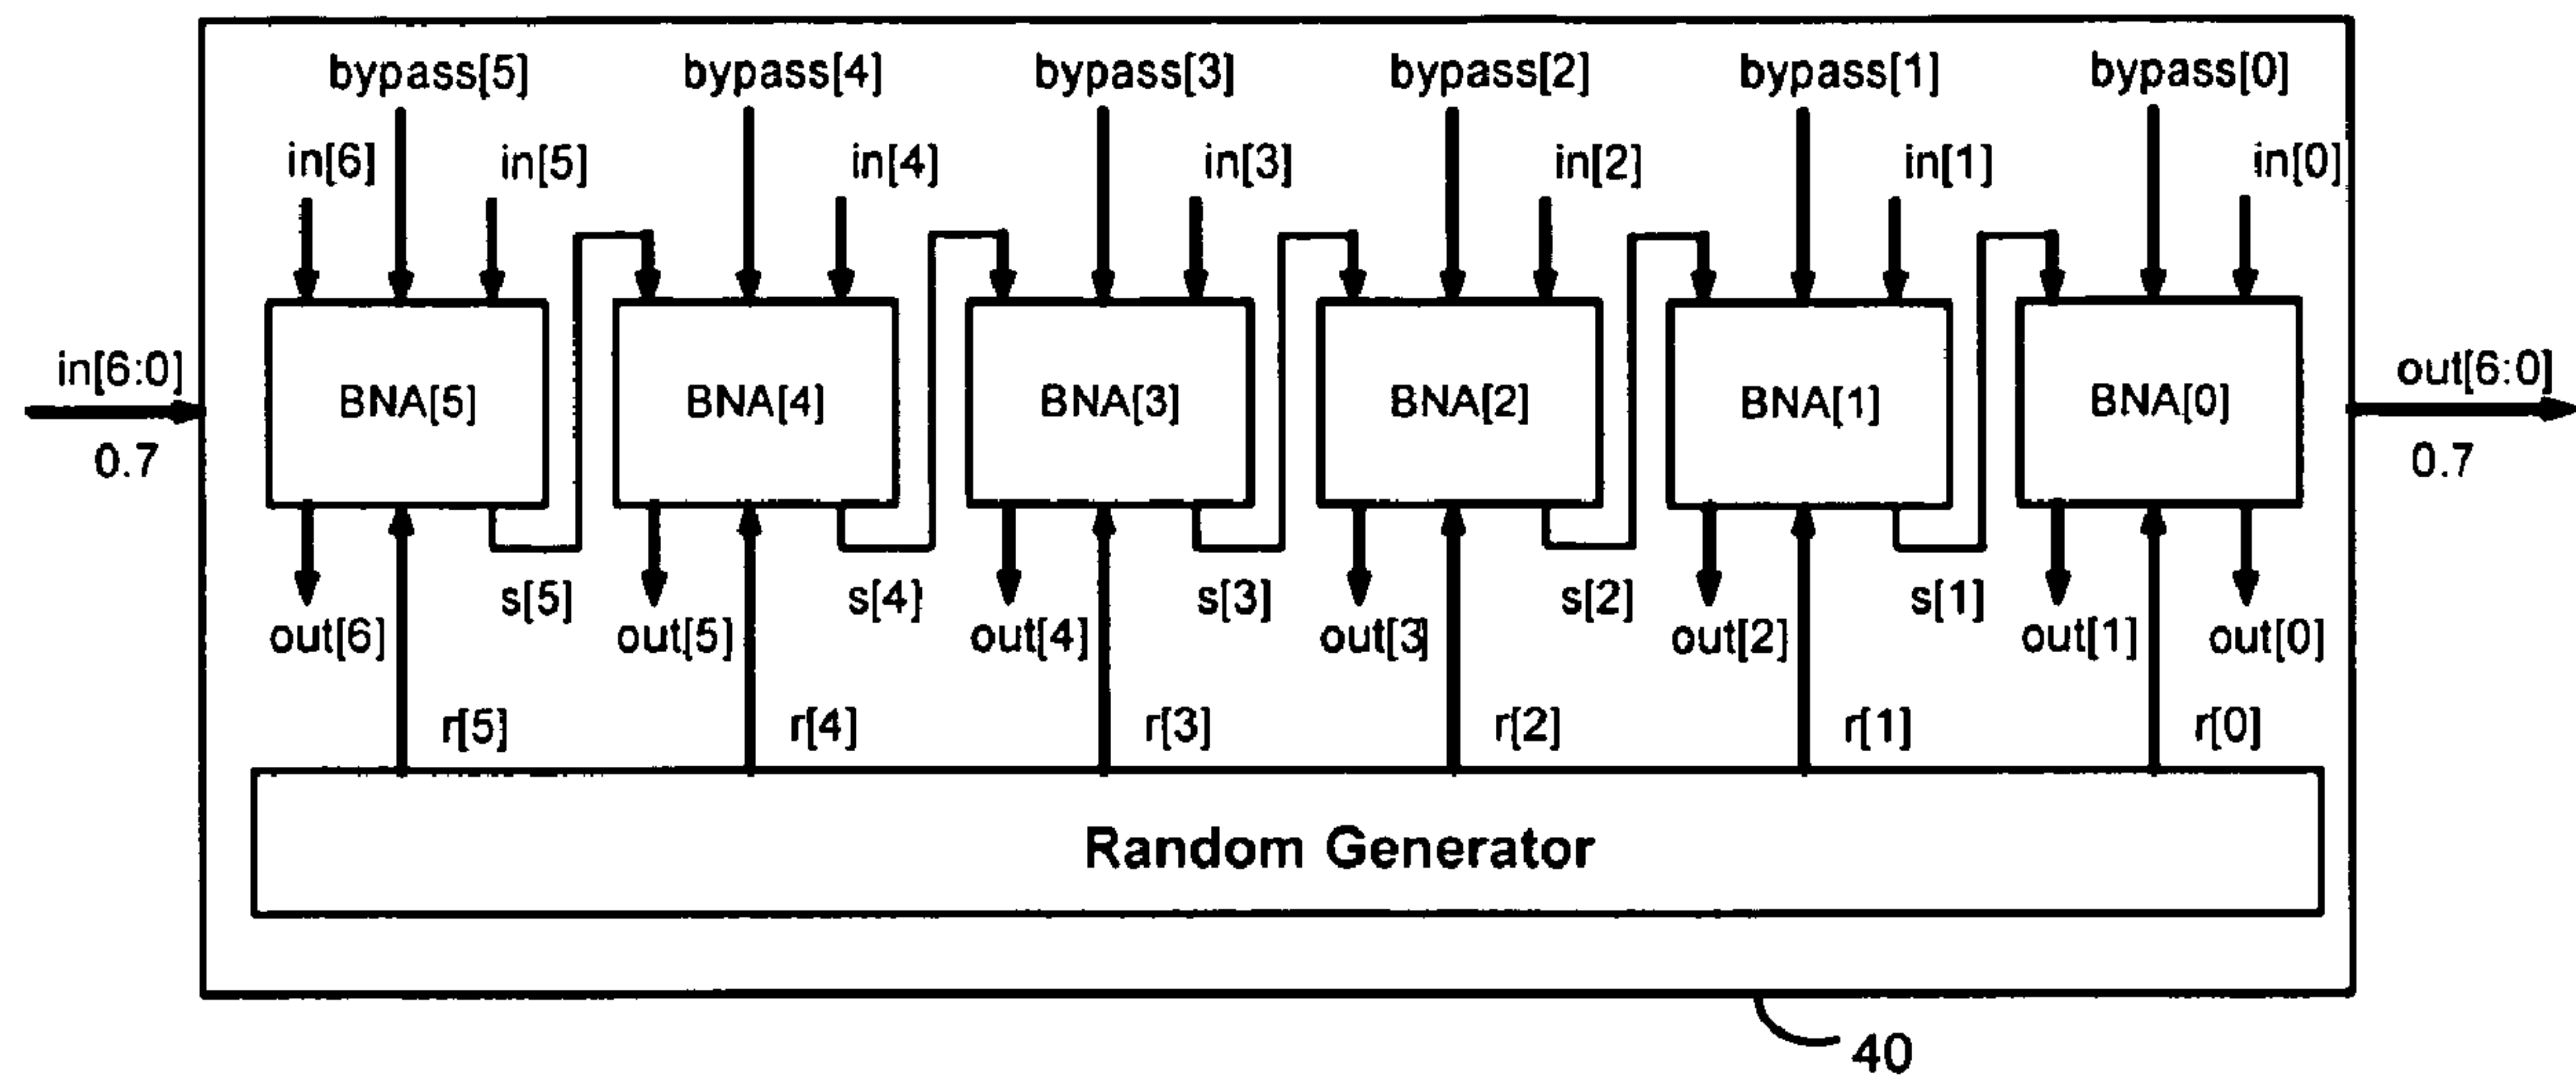 bypass[5] bypass[4] bypass[3] bypass[2] bypass[1] bypass[0]
in[6] in[5] in[4] in[3] in[2] in[1] in[0]
in[6:0] BNA[5] BNA[4] BNA[3] BNA[2] BNA[1] BNA[0] out[6:0]
0.7 0.7
s[5] s[4] s[3] s[2] s[1]
out[6] out[5] out[4] out[3] out[2] out[1] out[0]
r[5] r[4] r[3] r[2] r[1] r[0]
Random Generator
40